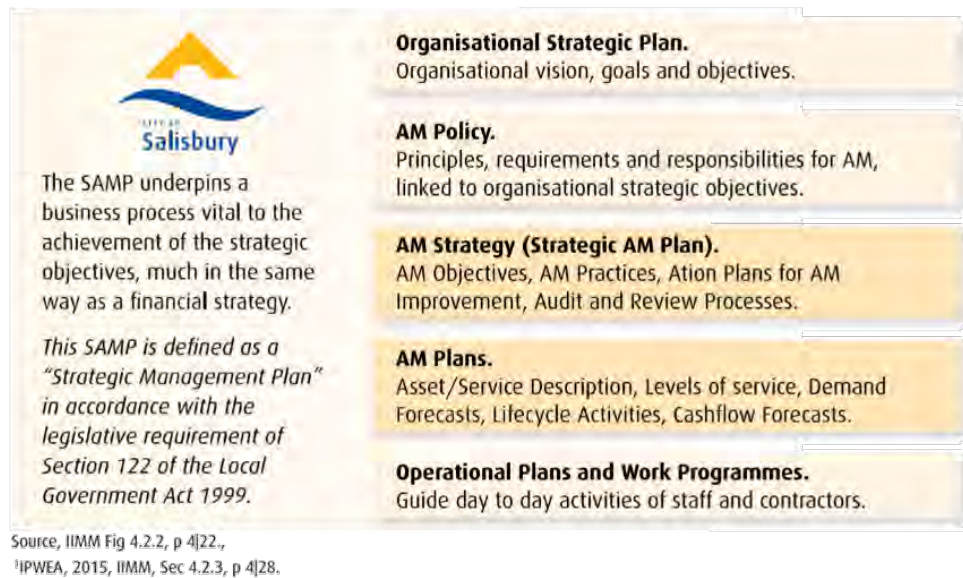 CITY OF
Salisbury
The SAMP underpins a
business process vital to the
achievement of the strategic
objectives, much in the same
way as a financial strategy.
This SAMP is defined as a
"Strategic Management Plan"
in accordance with the
legislative requirement of
Section 122 of the Local
Government Act 1999.
Organisational Strategic Plan.
Organisational vision, goals and objectives.
AM Policy.
Principles, requirements and responsibilities for AM,
linked to organisational strategic objectives.
AM Strategy (Strategic AM Plan).
AM Objectives, AM Practices, Ation Plans for AM
Improvement, Audit and Review Processes.
AM Plans.
Asset/Service Description, Levels of service, Demand
Forecasts, Lifecycle Activities, Cashflow Forecasts.
Operational Plans and Work Programmes.
Guide day to day activities of staff and contractors.
Source, IIMM Fig 4.2.2, p 4|22.,
³IPWEA, 2015, IIMM, Sec 4.2.3, p 4|28.